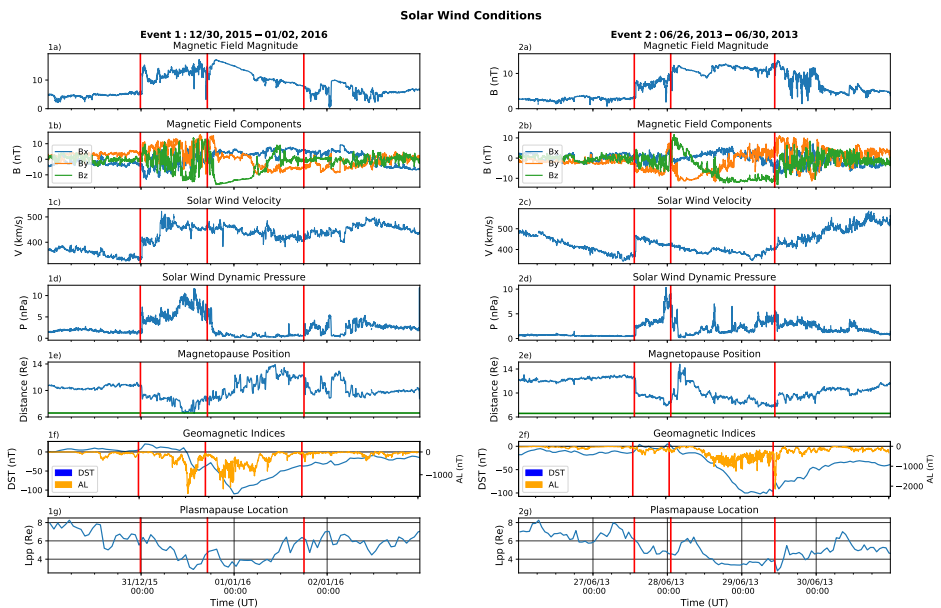 Solar Wind Conditions
Event 1 : 12/30, 2015 − 01/02, 2016
1a)
Magnetic Field Magnitude
B (nT)
10
0
1b)
Magnetic Field Components
B (nT)
10
0
−10
Bx
By
Bz
1c)
Solar Wind Velocity
V (km/s)
500
400
1d)
Solar Wind Dynamic Pressure
P (nPa)
10
5
0
1e)
Magnetopause Position
Distance (Re)
14
10
6
1f)
Geomagnetic Indices
DST (nT)
0
−50
−100
DST
AL
0
−1000
AL (nT)
1g)
Plasmapause Location
Lpp (Re)
8
6
4
31/12/15
00:00
01/01/16
00:00
02/01/16
00:00
Time (UT)
Event 2 : 06/26, 2013 − 06/30, 2013
2a)
Magnetic Field Magnitude
B (nT)
10
0
2b)
Magnetic Field Components
B (nT)
10
0
−10
Bx
By
Bz
2c)
Solar Wind Velocity
V (km/s)
500
400
2d)
Solar Wind Dynamic Pressure
P (nPa)
10
5
0
2e)
Magnetopause Position
Distance (Re)
14
10
6
2f)
Geomagnetic Indices
DST (nT)
0
−50
−100
DST
AL
0
−1000
−2000
AL (nT)
2g)
Plasmapause Location
Lpp (Re)
8
6
4
27/06/13
00:00
28/06/13
00:00
29/06/13
00:00
30/06/13
00:00
Time (UT)